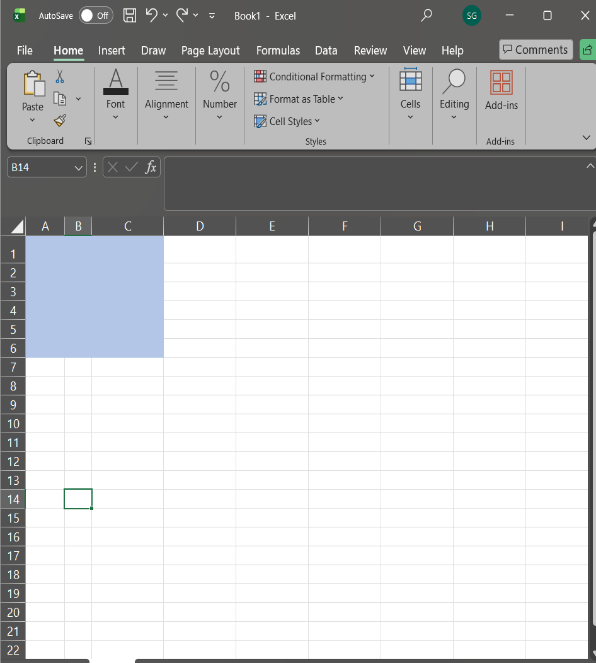 AutoSave Off Book1 - Excel SG
File Home Insert Draw Page Layout Formulas Data Review View Help Comments
Paste
Font
Alignment
Number
Conditional Formatting
Format as Table
Cell Styles
Cells
Editing
Add-ins
Clipboard Styles Add-ins
B14 fx
A B C D E F G H I
1
2
3
4
5
6
7
8
9
10
11
12
13
14
15
16
17
18
19
20
21
22